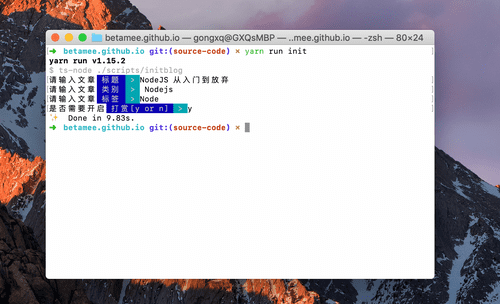 betamee.github.io — gongxq@GXQsMBP — ..mee.github.io — -zsh — 80×24
➜ betamee.github.io git:(source-code) ✗ yarn run init
yarn run v1.15.2
$ ts-node ./scripts/initblog
请输入文章 标题 > NodeJS 从入门到放弃
请输入文章 类别 > Nodejs
请输入文章 标签 > Node
是否需要开启 打赏[y or n] > y
✨ Done in 9.83s.
➜ betamee.github.io git:(source-code) ✗